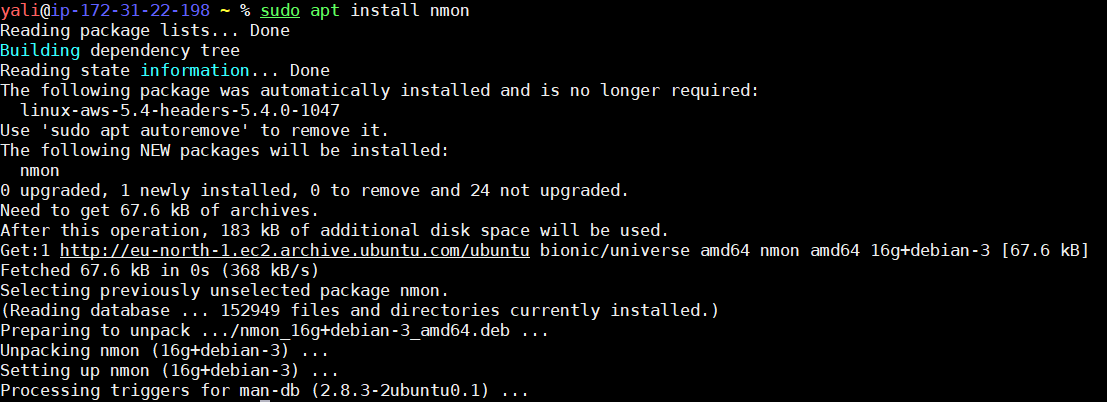 yali@ip-172-31-22-198 ~ % sudo apt install nmon
Reading package lists... Done
Building dependency tree
Reading state information... Done
The following package was automatically installed and is no longer required:
  linux-aws-5.4-headers-5.4.0-1047
Use 'sudo apt autoremove' to remove it.
The following NEW packages will be installed:
  nmon
0 upgraded, 1 newly installed, 0 to remove and 24 not upgraded.
Need to get 67.6 kB of archives.
After this operation, 183 kB of additional disk space will be used.
Get:1 http://eu-north-1.ec2.archive.ubuntu.com/ubuntu bionic/universe amd64 nmon amd64 16g+debian-3 [67.6 kB]
Fetched 67.6 kB in 0s (368 kB/s)
Selecting previously unselected package nmon.
(Reading database ... 152949 files and directories currently installed.)
Preparing to unpack .../nmon_16g+debian-3_amd64.deb ...
Unpacking nmon (16g+debian-3) ...
Setting up nmon (16g+debian-3) ...
Processing triggers for man-db (2.8.3-2ubuntu0.1) ...